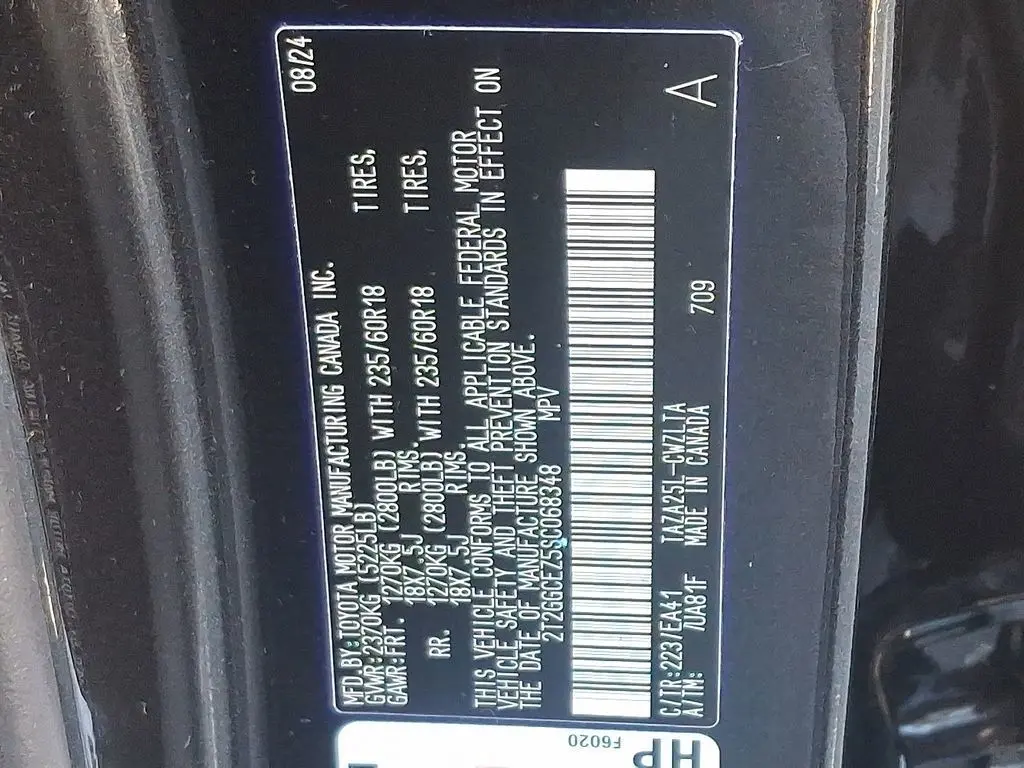 08/24
MFD.BY:TOYOTA MOTOR MANUFACTURING CANADA INC.
GVWR:2370KG (5225LB)
GAWR:FRT. 1270KG (2800LB) WITH 235/60R18 TIRES,
18X7.5J RIMS.
RR. 1270KG (2800LB) WITH 235/60R18 TIRES,
18X7.5J RIMS.
THIS VEHICLE CONFORMS TO ALL APPLICABLE FEDERAL MOTOR
VEHICLE SAFETY AND THEFT PREVENTION STANDARDS IN EFFECT ON
THE DATE OF MANUFACTURE SHOWN ABOVE.
2T2GGCEZ5SC068348 MPV
C/TR:223/EA41 TAZA25L-CWZLTA
A/TM: /UA81F MADE IN CANADA 709
A
F6020